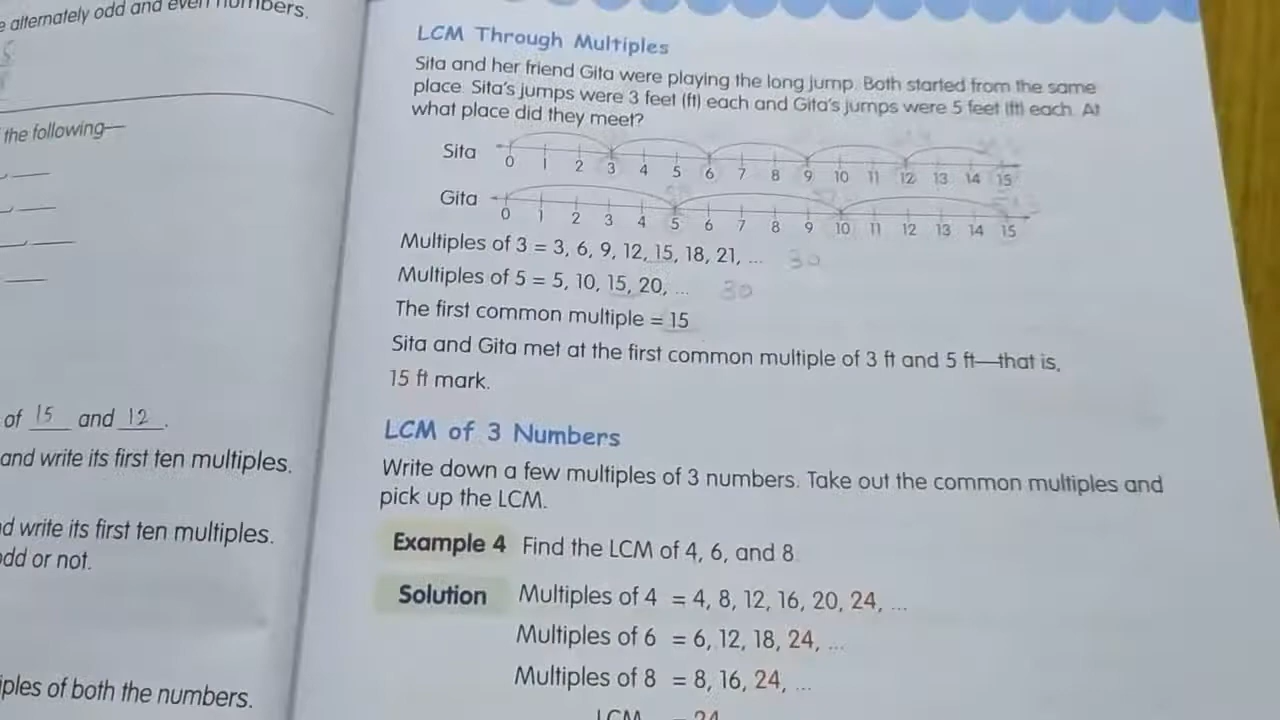 e alternately odd and even numbers.
the following—
of 15 and 12.
and write its first ten multiples.
d write its first ten multiples.
odd or not.
iples of both the numbers.
LCM Through Multiples
Sita and her friend Gita were playing the long jump. Both started from the same
place. Sita's jumps were 3 feet (ft) each and Gita's jumps were 5 feet (ft) each. At
what place did they meet?
Sita 0 1 2 3 4 5 6 7 8 9 10 11 12 13 14 15
Gita 0 1 2 3 4 5 6 7 8 9 10 11 12 13 14 15
Multiples of 3 = 3, 6, 9, 12, 15, 18, 21, ... 30
Multiples of 5 = 5, 10, 15, 20, ... 30
The first common multiple = 15
Sita and Gita met at the first common multiple of 3 ft and 5 ft—that is,
15 ft mark.
LCM of 3 Numbers
Write down a few multiples of 3 numbers. Take out the common multiples and
pick up the LCM.
Example 4 Find the LCM of 4, 6, and 8.
Solution Multiples of 4 = 4, 8, 12, 16, 20, 24, ...
Multiples of 6 = 6, 12, 18, 24, ...
Multiples of 8 = 8, 16, 24, ...
LCM = 24